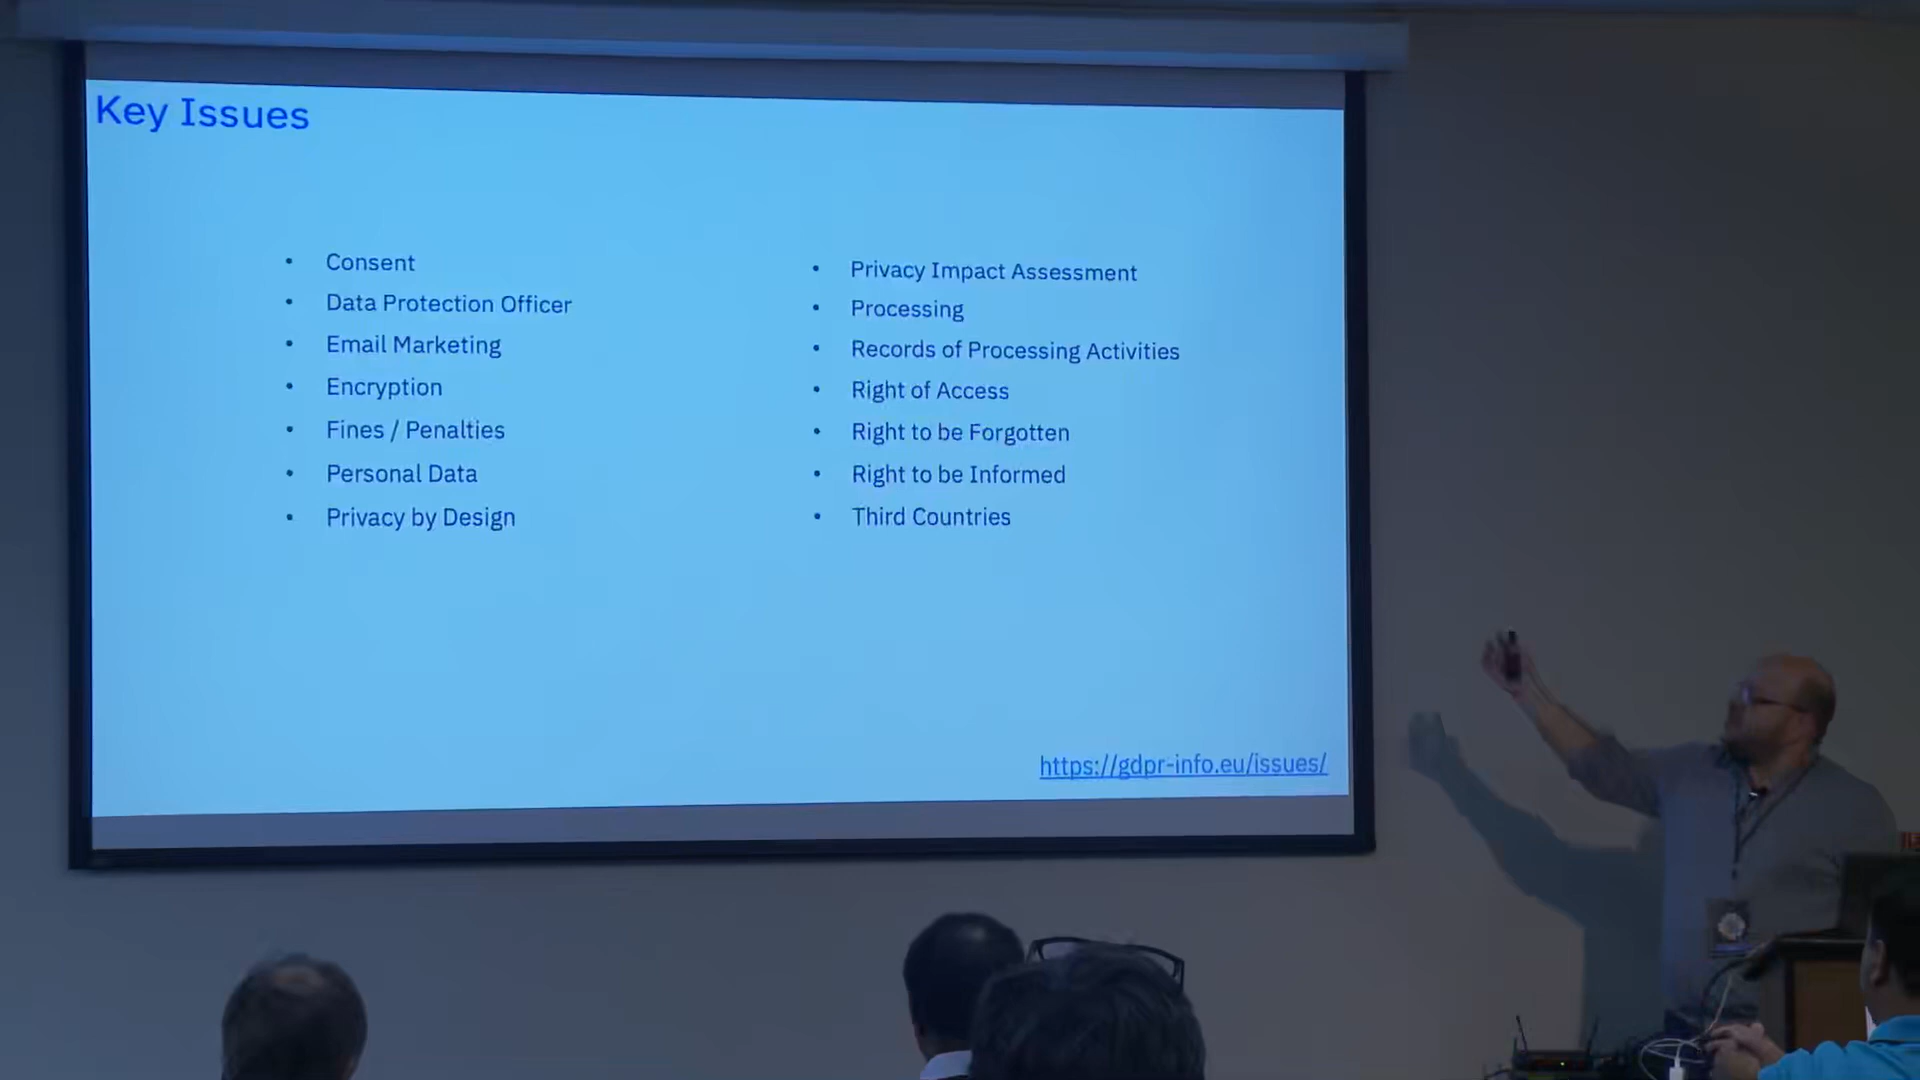 Key Issues
• Consent
• Data Protection Officer
• Email Marketing
• Encryption
• Fines / Penalties
• Personal Data
• Privacy by Design
• Privacy Impact Assessment
• Processing
• Records of Processing Activities
• Right of Access
• Right to be Forgotten
• Right to be Informed
• Third Countries
https://gdpr-info.eu/issues/